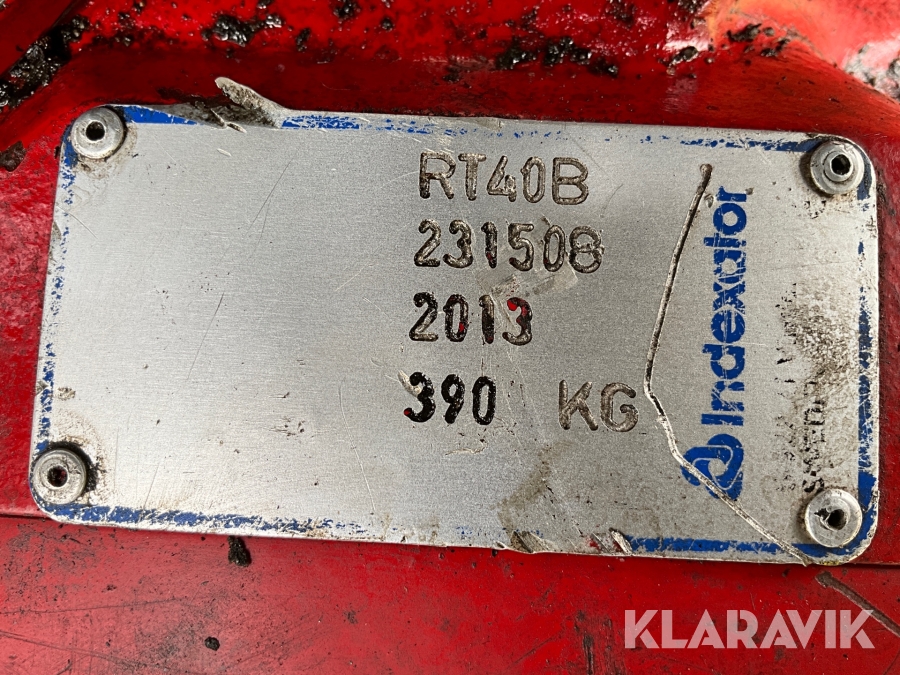 RT40B
231508
2013
390 KG
Indexator
KLARAVIK